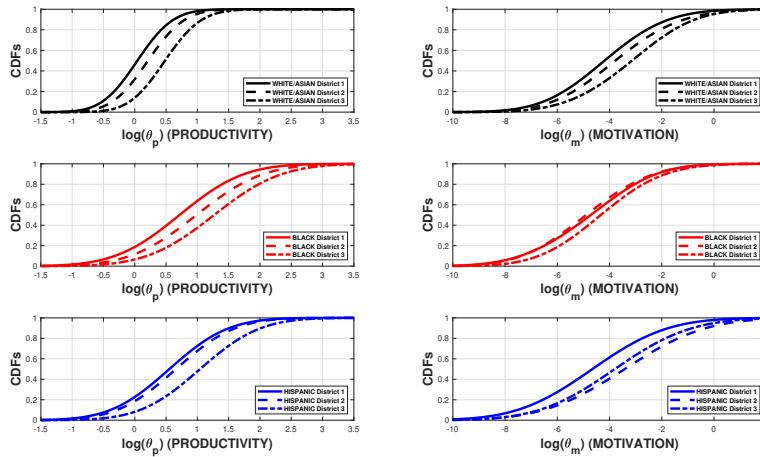 1
0.8
0.6
0.4
0.2
0
CDFs
WHITE/ASIAN District 1
WHITE/ASIAN District 2
WHITE/ASIAN District 3
-1.5 -1 -0.5 0 0.5 1 1.5 2 2.5 3 3.5
log(θp) (PRODUCTIVITY)
1
0.8
0.6
0.4
0.2
0
CDFs
WHITE/ASIAN District 1
WHITE/ASIAN District 2
WHITE/ASIAN District 3
-10 -8 -6 -4 -2 0
log(θm) (MOTIVATION)
1
0.8
0.6
0.4
0.2
0
CDFs
BLACK District 1
BLACK District 2
BLACK District 3
-1.5 -1 -0.5 0 0.5 1 1.5 2 2.5 3 3.5
log(θp) (PRODUCTIVITY)
1
0.8
0.6
0.4
0.2
0
CDFs
BLACK District 1
BLACK District 2
BLACK District 3
-10 -8 -6 -4 -2 0
log(θm) (MOTIVATION)
1
0.8
0.6
0.4
0.2
0
CDFs
HISPANIC District 1
HISPANIC District 2
HISPANIC District 3
-1.5 -1 -0.5 0 0.5 1 1.5 2 2.5 3 3.5
log(θp) (PRODUCTIVITY)
1
0.8
0.6
0.4
0.2
0
CDFs
HISPANIC District 1
HISPANIC District 2
HISPANIC District 3
-10 -8 -6 -4 -2 0
log(θm) (MOTIVATION)